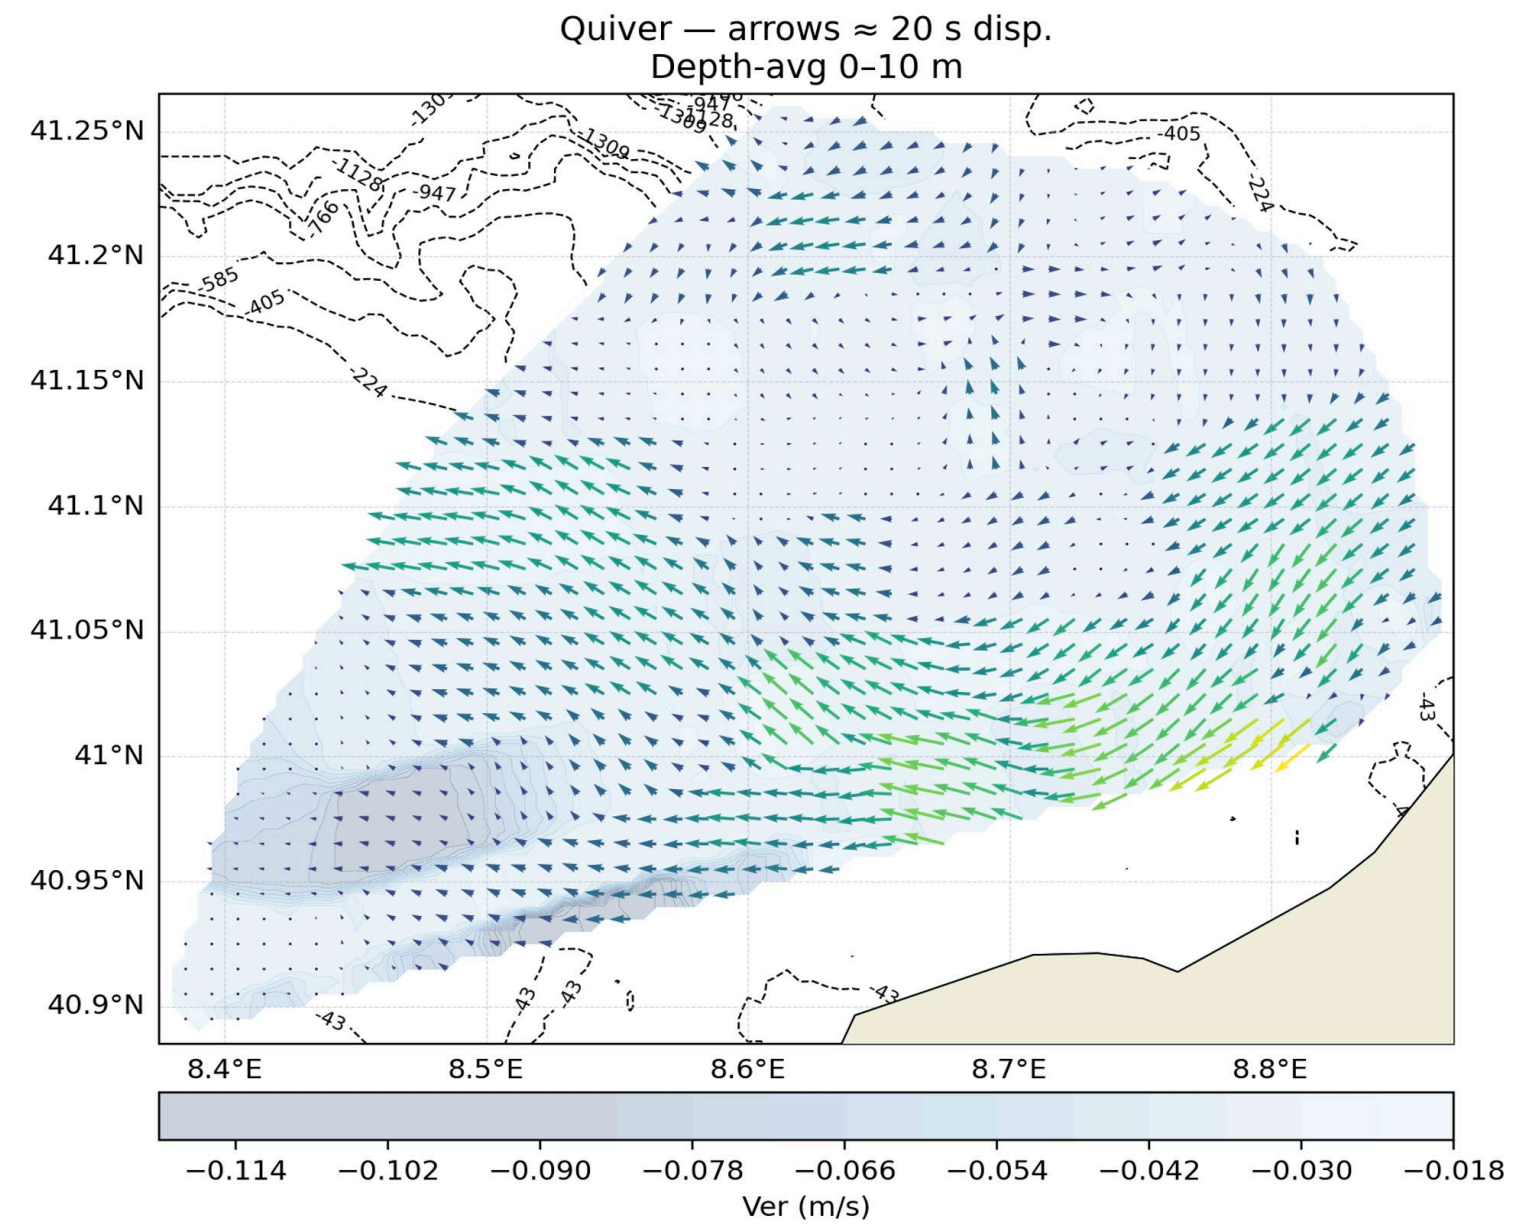 Quiver — arrows ≈ 20 s disp.
Depth-avg 0–10 m
-947
-1309
-1128
-1309
-405
-1128
-947
-224
-766
-585
-405
-224
-43
-43
-43
-43
-43
41.25°N
41.2°N
41.15°N
41.1°N
41.05°N
41°N
40.95°N
40.9°N
8.4°E 8.5°E 8.6°E 8.7°E 8.8°E
−0.114 −0.102 −0.090 −0.078 −0.066 −0.054 −0.042 −0.030 −0.018
Ver (m/s)